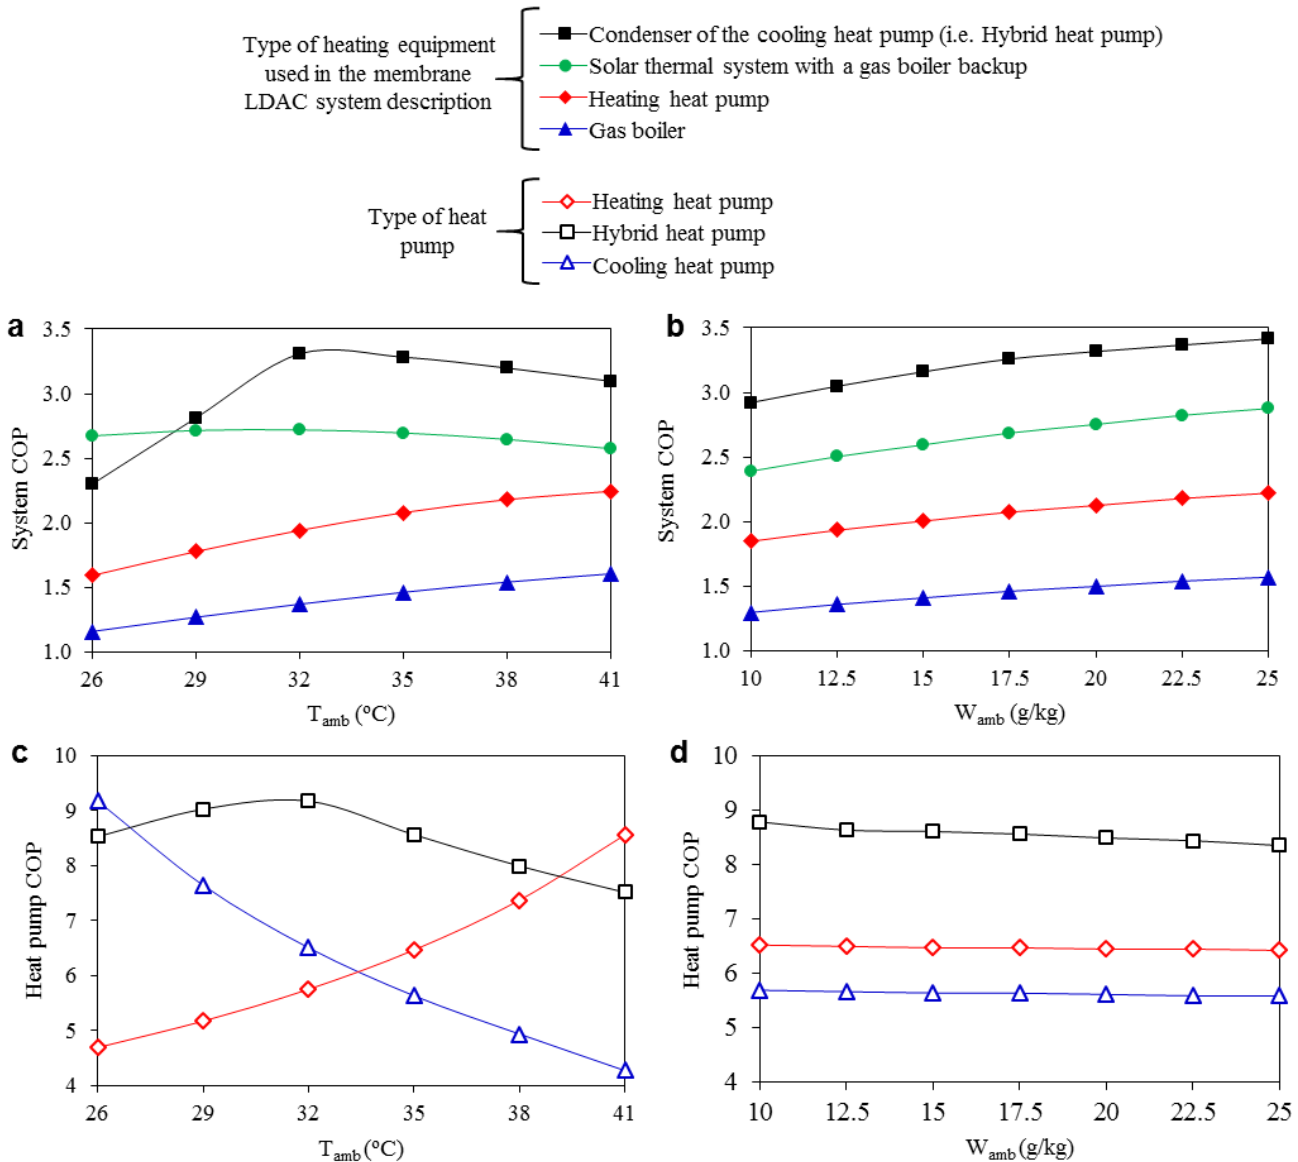 Type of heating equipment
used in the membrane
LDAC system description
Condenser of the cooling heat pump (i.e. Hybrid heat pump)
Solar thermal system with a gas boiler backup
Heating heat pump
Gas boiler
Type of heat
pump
Heating heat pump
Hybrid heat pump
Cooling heat pump
a
System COP
3.5
3.0
2.5
2.0
1.5
1.0
26 29 32 35 38 41
Tamb (ºC)
b
System COP
3.5
3.0
2.5
2.0
1.5
1.0
10 12.5 15 17.5 20 22.5 25
Wamb (g/kg)
c
Heat pump COP
10
9
8
7
6
5
4
26 29 32 35 38 41
Tamb (ºC)
d
Heat pump COP
10
9
8
7
6
5
4
10 12.5 15 17.5 20 22.5 25
Wamb (g/kg)